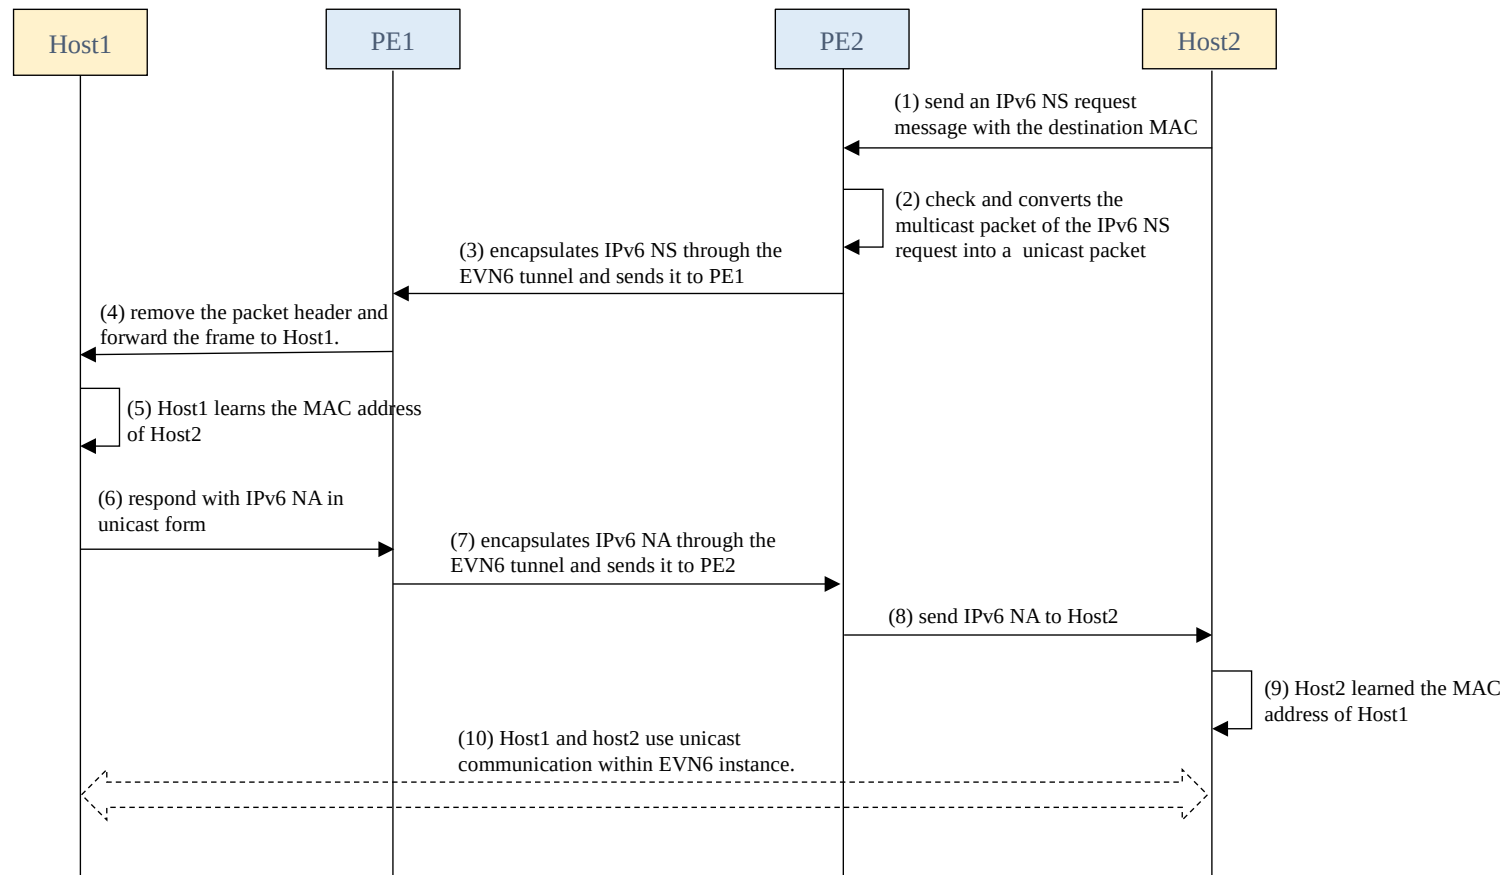 Host1
PE1
PE2
Host2
(1) send an IPv6 NS request
message with the destination MAC
(2) check and converts the
multicast packet of the IPv6 NS
request into a  unicast packet
(3) encapsulates IPv6 NS through the
EVN6 tunnel and sends it to PE1
(4) remove the packet header and
forward the frame to Host1.
(5) Host1 learns the MAC address
of Host2
(6) respond with IPv6 NA in
unicast form
(7) encapsulates IPv6 NA through the
EVN6 tunnel and sends it to PE2
(8) send IPv6 NA to Host2
(9) Host2 learned the MAC
address of Host1
(10) Host1 and host2 use unicast
communication within EVN6 instance.